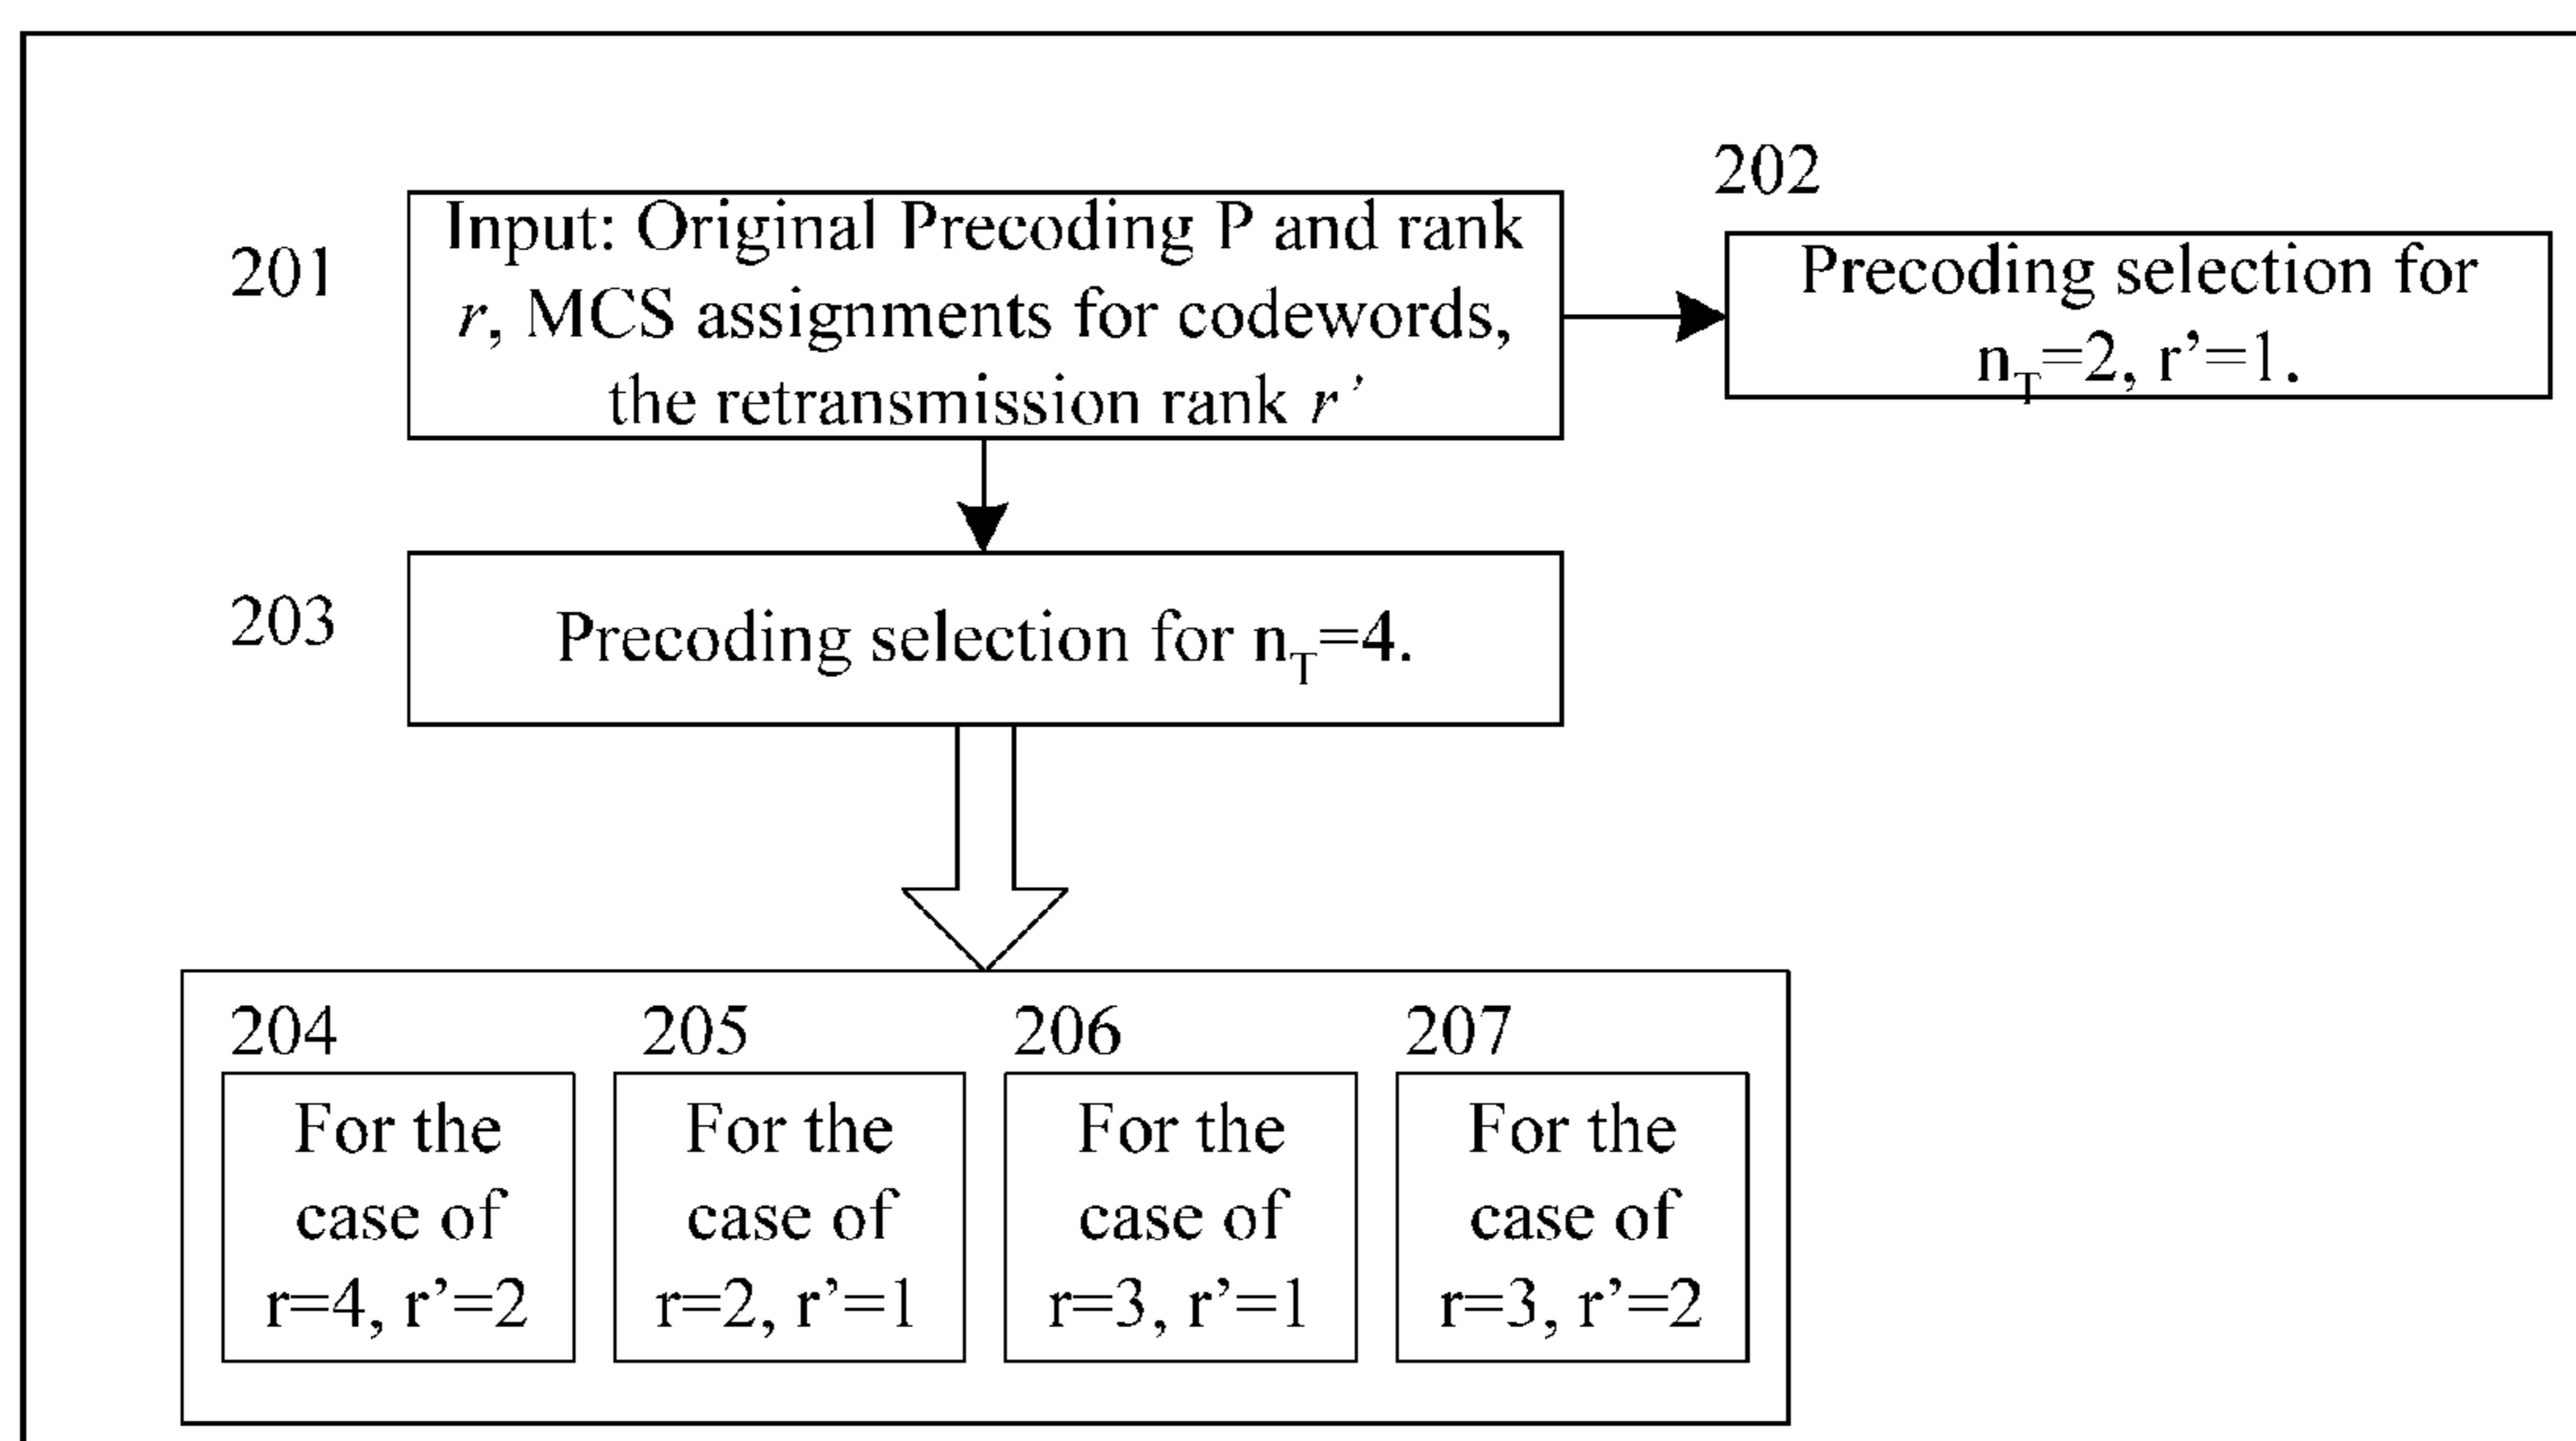 201
Input: Original Precoding P and rank
r, MCS assignments for codewords,
the retransmission rank r'
202
Precoding selection for
nT=2, r’=1.
203
Precoding selection for nT=4.
204
For the
case of
r=4, r’=2
205
For the
case of
r=2, r’=1
206
For the
case of
r=3, r’=1
207
For the
case of
r=3, r’=2